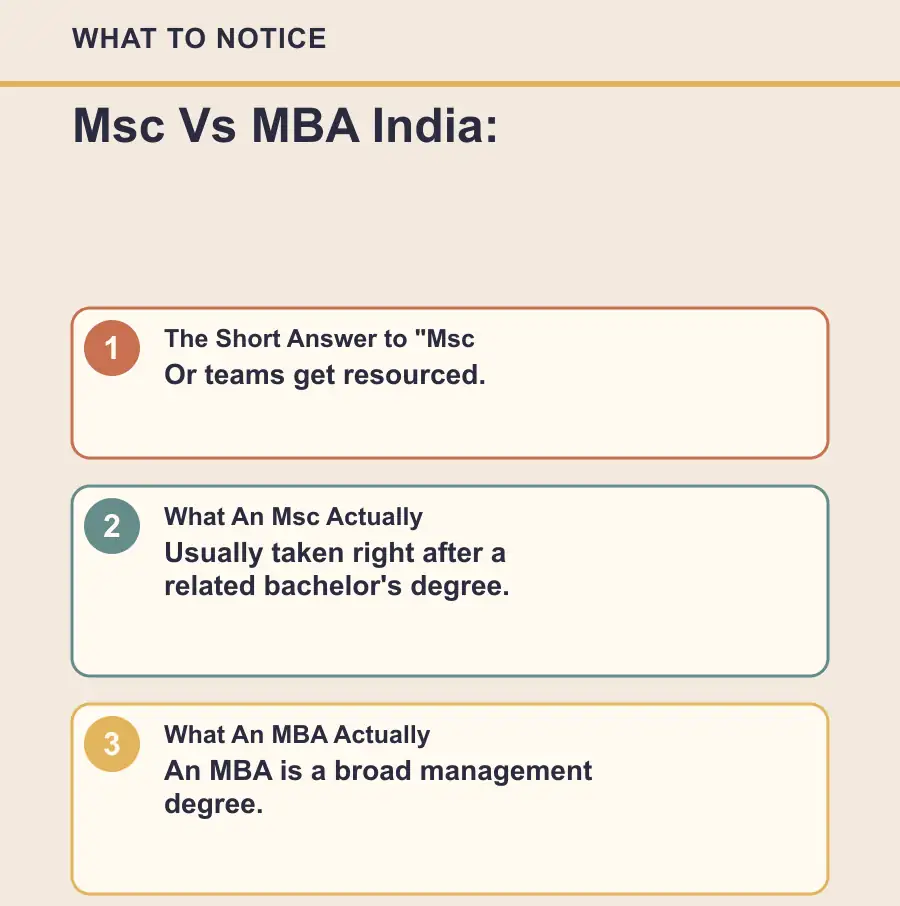 WHAT TO NOTICE
Msc Vs MBA India:
1
The Short Answer to "Msc
Or teams get resourced.
2
What An Msc Actually
Usually taken right after a
related bachelor's degree.
3
What An MBA Actually
An MBA is a broad management
degree.